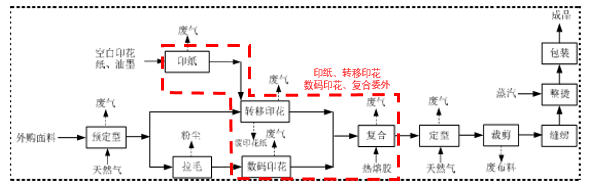 成品
废气
空白印花
纸、油墨
印纸
包装
印纸、转移印花
数码印花、复合委外
蒸汽
整烫
废气
转移印花
废气
废气
废气
粉尘
废印花纸
外购面料
预定型
复合
定型
裁剪
缝纫
天然气
拉毛
数码印花
热熔胶
天然气
废布料